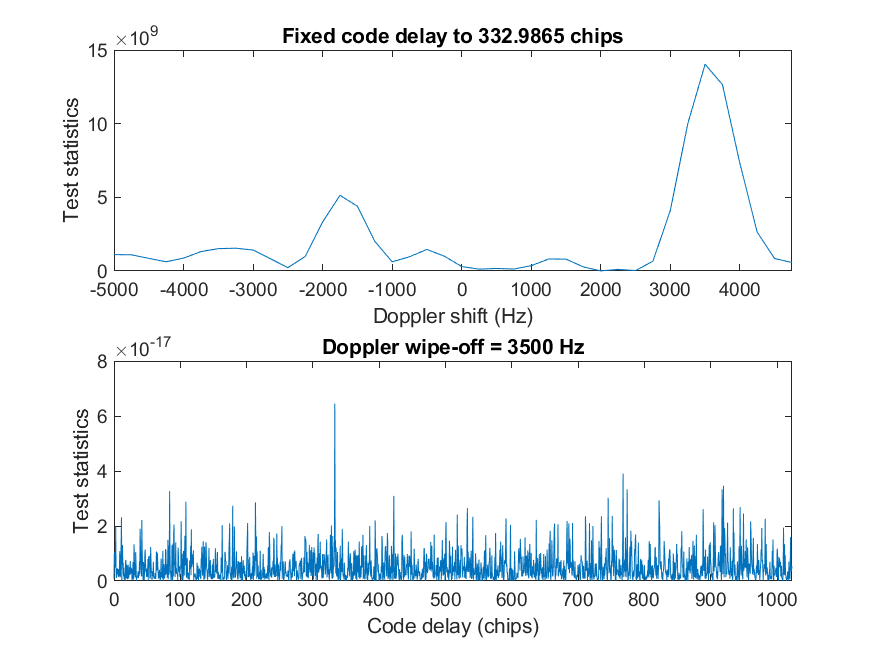 ×10^9
Fixed code delay to 332.9865 chips
15
10
5
0
Test statistics
-5000 -4000 -3000 -2000 -1000 0 1000 2000 3000 4000
Doppler shift (Hz)
×10^-17
Doppler wipe-off = 3500 Hz
8
6
4
2
0
Test statistics
0 100 200 300 400 500 600 700 800 900 1000
Code delay (chips)